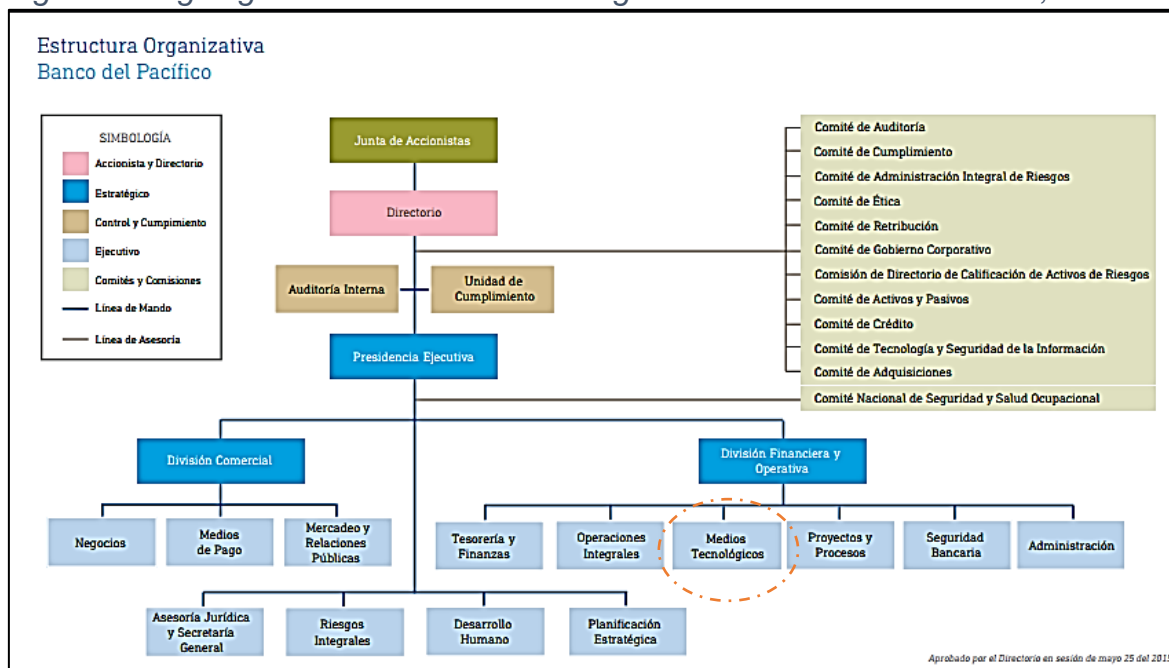 Estructura Organizativa
Banco del Pacífico
SIMBOLOGÍA
Accionista y Directorio
Estratégico
Control y Cumpimiento
Ejecutivo
Comités y Comisiones
Línea de Mando
Línea de Asesoría
Junta de Accionistas
Directorio
Auditoría Interna
Unidad de
Cumplimiento
Presidencia Ejecutiva
Comité de Auditoría
Comité de Cumplimiento
Comité de Administración Integral de Riesgos
Comité de Ética
Comité de Retribución
Comité de Gobierno Corporativo
Comisión de Directorio de Calificación de Activos de Riesgos
Comité de Activos y Pasivos
Comité de Crédito
Comité de Tecnología y Seguridad de la Información
Comité de Adquisiciones
Comité Nacional de Seguridad y Salud Ocupacional
División Comercial
División Financiera y
Operativa
Negocios
Medios
de Pago
Mercadeo y
Relaciones
Públicas
Tesorería y
Finanzas
Operaciones
Integrales
Medios
Tecnológicos
Proyectos y
Procesos
Seguridad
Bancaria
Administración
Asesoría Jurídica
y Secretaría
General
Riesgos
Integrales
Desarrollo
Humano
Planificación
Estratégica
Aprobado por el Directorio en sesión de mayo 25 del 2015